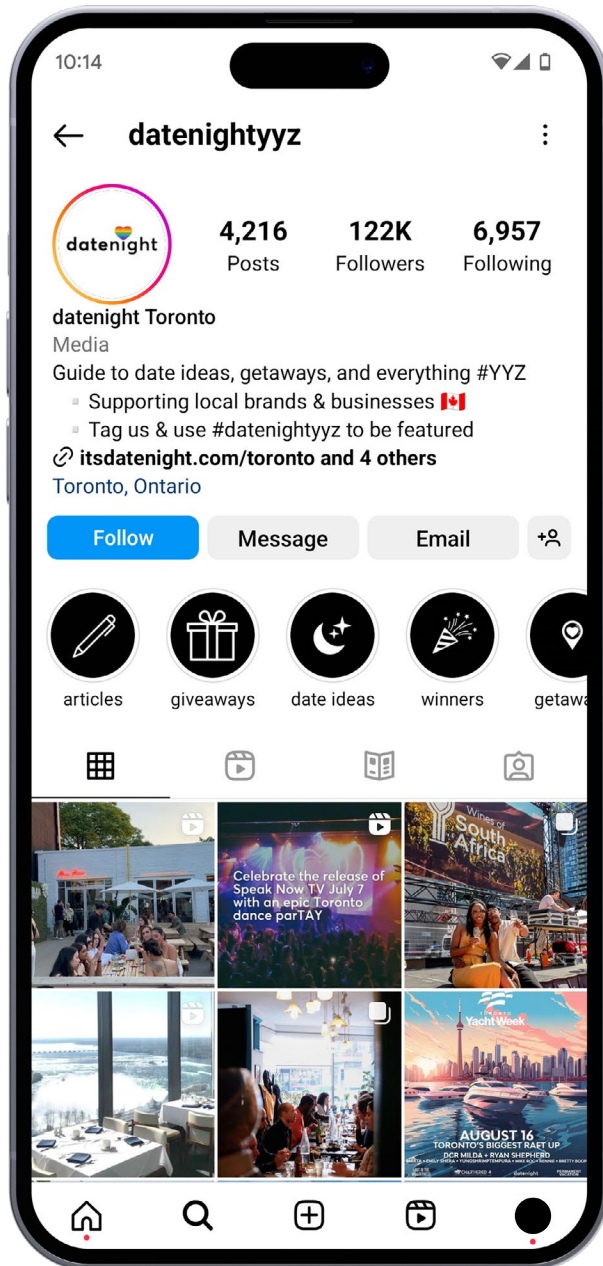 10:14
datenightyyz
datenight
4,216
122K
6,957
Posts
Followers
Following
datenight Toronto
Media
Guide to date ideas, getaways, and everything #YYZ
Supporting local brands & businesses 🇨🇦
Tag us & use #datenightyyz to be featured
itsdatenight.com/toronto and 4 others
Toronto, Ontario
Follow
Message
Email
articles
giveaways
date ideas
winners
getawa
Celebrate the release of
Speak Now TV July 7
with an epic Toronto
dance parTAY
Wines of
South
Africa
TORONTO
Yacht Week
AUGUST 16
TORONTO'S BIGGEST RAFT UP
DCR MILDA + RYAN SHEPHERD
datenight